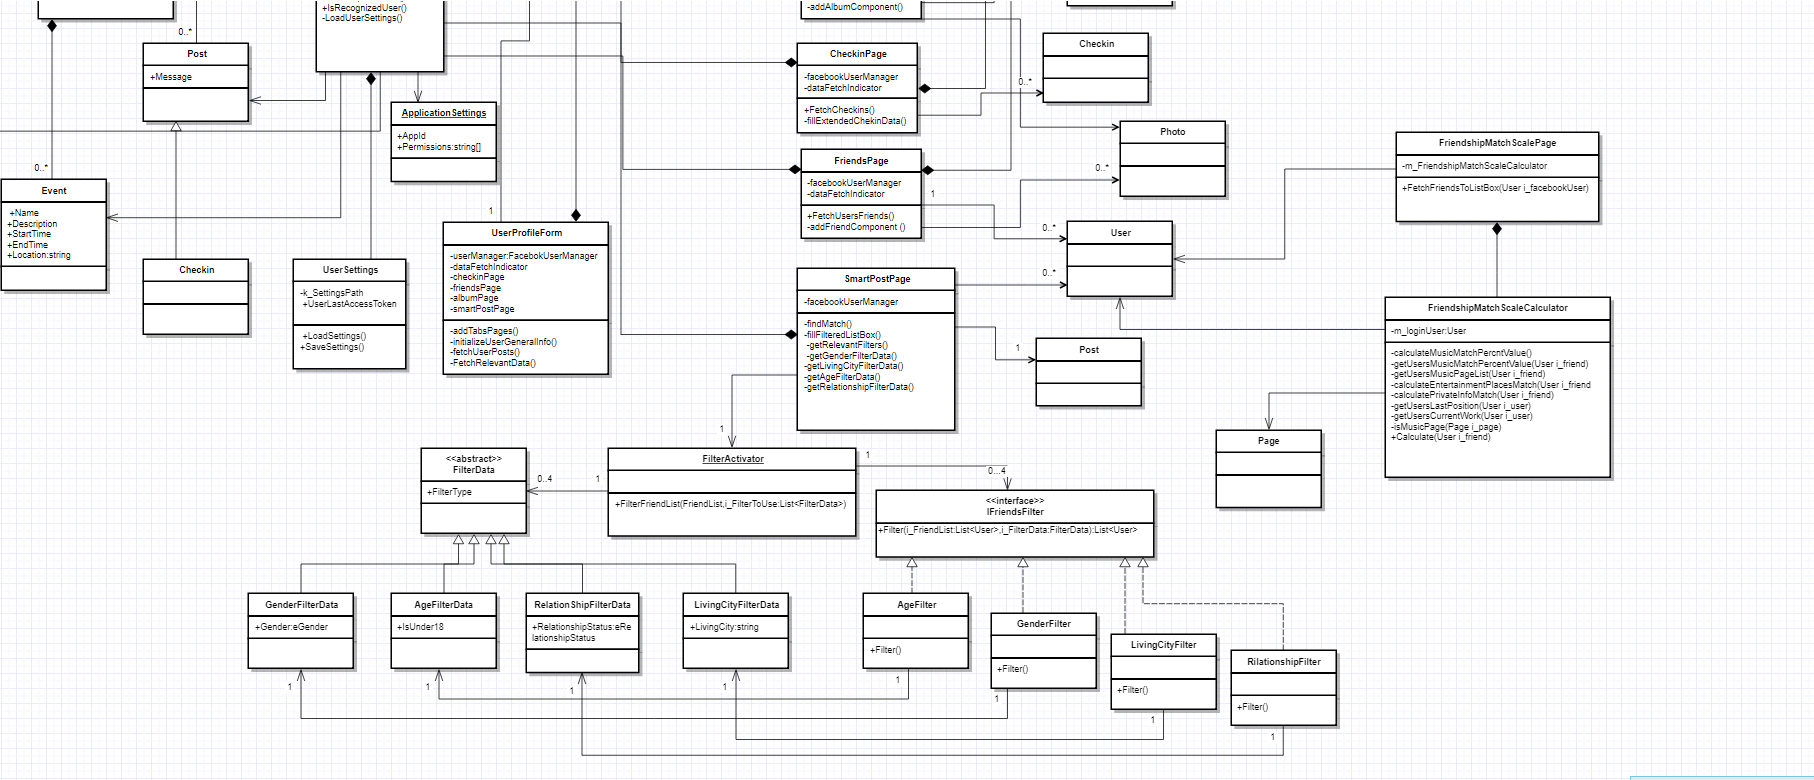 +IsRecognizedUser()
-LoadUserSettings()
-addAlbumComponent()
0..*
Post
+Message
CheckinPage
-facebookUserManager
-dataFetchIndicator
+FetchCheckins()
-fillExtendedChekinData()
Checkin
0..*
ApplicationSettings
+AppId
+Permissions:string[]
Photo
0..*
FriendshipMatchScalePage
-m_FriendshipMatchScaleCalculator
+FetchFriendsToListBox(User i_facebookUser)
FriendsPage
-facebookUserManager
-dataFetchIndicator
+FetchUsersFriends()
-addFriendComponent ()
1
0..*
0..*
Event
+Name
+Description
+StartTime
+EndTime
+Location:string
1
UserProfileForm
-userManager:FacebokUserManager
-dataFetchIndicator
-checkinPage
-friendsPage
-albumPage
-smartPostPage
-addTabsPages()
-initializeUserGeneralInfo()
-fetchUserPosts()
-FetchRelevantData()
User
0..*
Checkin
UserSettings
-k_SettingsPath
+UserLastAccessToken
+LoadSettings()
+SaveSettings()
SmartPostPage
-facebookUserManager
-findMatch()
-fillFilteredListBox()
-getRelevantFilters()
-getGenderFilterData()
-getLivingCityFilterData()
-getAgeFilterData()
-getRelationshipFilterData()
1
Post
FriendshipMatchScaleCalculator
-m_loginUser:User
-calculateMusicMatchPercntValue()
-getUsersMusicMatchPercentValue(User i_friend)
-getUsersMusicPageList(User i_friend)
-calculateEntertainmentPlacesMatch(User i_friend
-calculatePrivateInfoMatch(User i_friend)
-getUsersLastPosition(User i_user)
-getUsersCurrentWork(User i_user)
-isMusicPage(Page i_page)
+Calculate(User i_friend)
Page
1
<<abstract>>
FilterData
+FilterType
0..4
1
FilterActivator
+FilterFriendList(FriendList,i_FilterToUse:List<FilterData>)
1
0...4
<<interface>>
IFriendsFilter
+Filter(i_FriendList:List<User>,i_FilterData:FilterData):List<User>
GenderFilterData
+Gender:eGender
AgeFilterData
+IsUnder18
RelationShipFilterData
+RelationshipStatus:eRe
lationshipStatus
LivingCityFilterData
+LivingCity:string
AgeFilter
+Filter()
GenderFilter
+Filter()
LivingCityFilter
+Filter()
RilationshipFilter
+Filter()
1
1
1
1
1
1
1
1